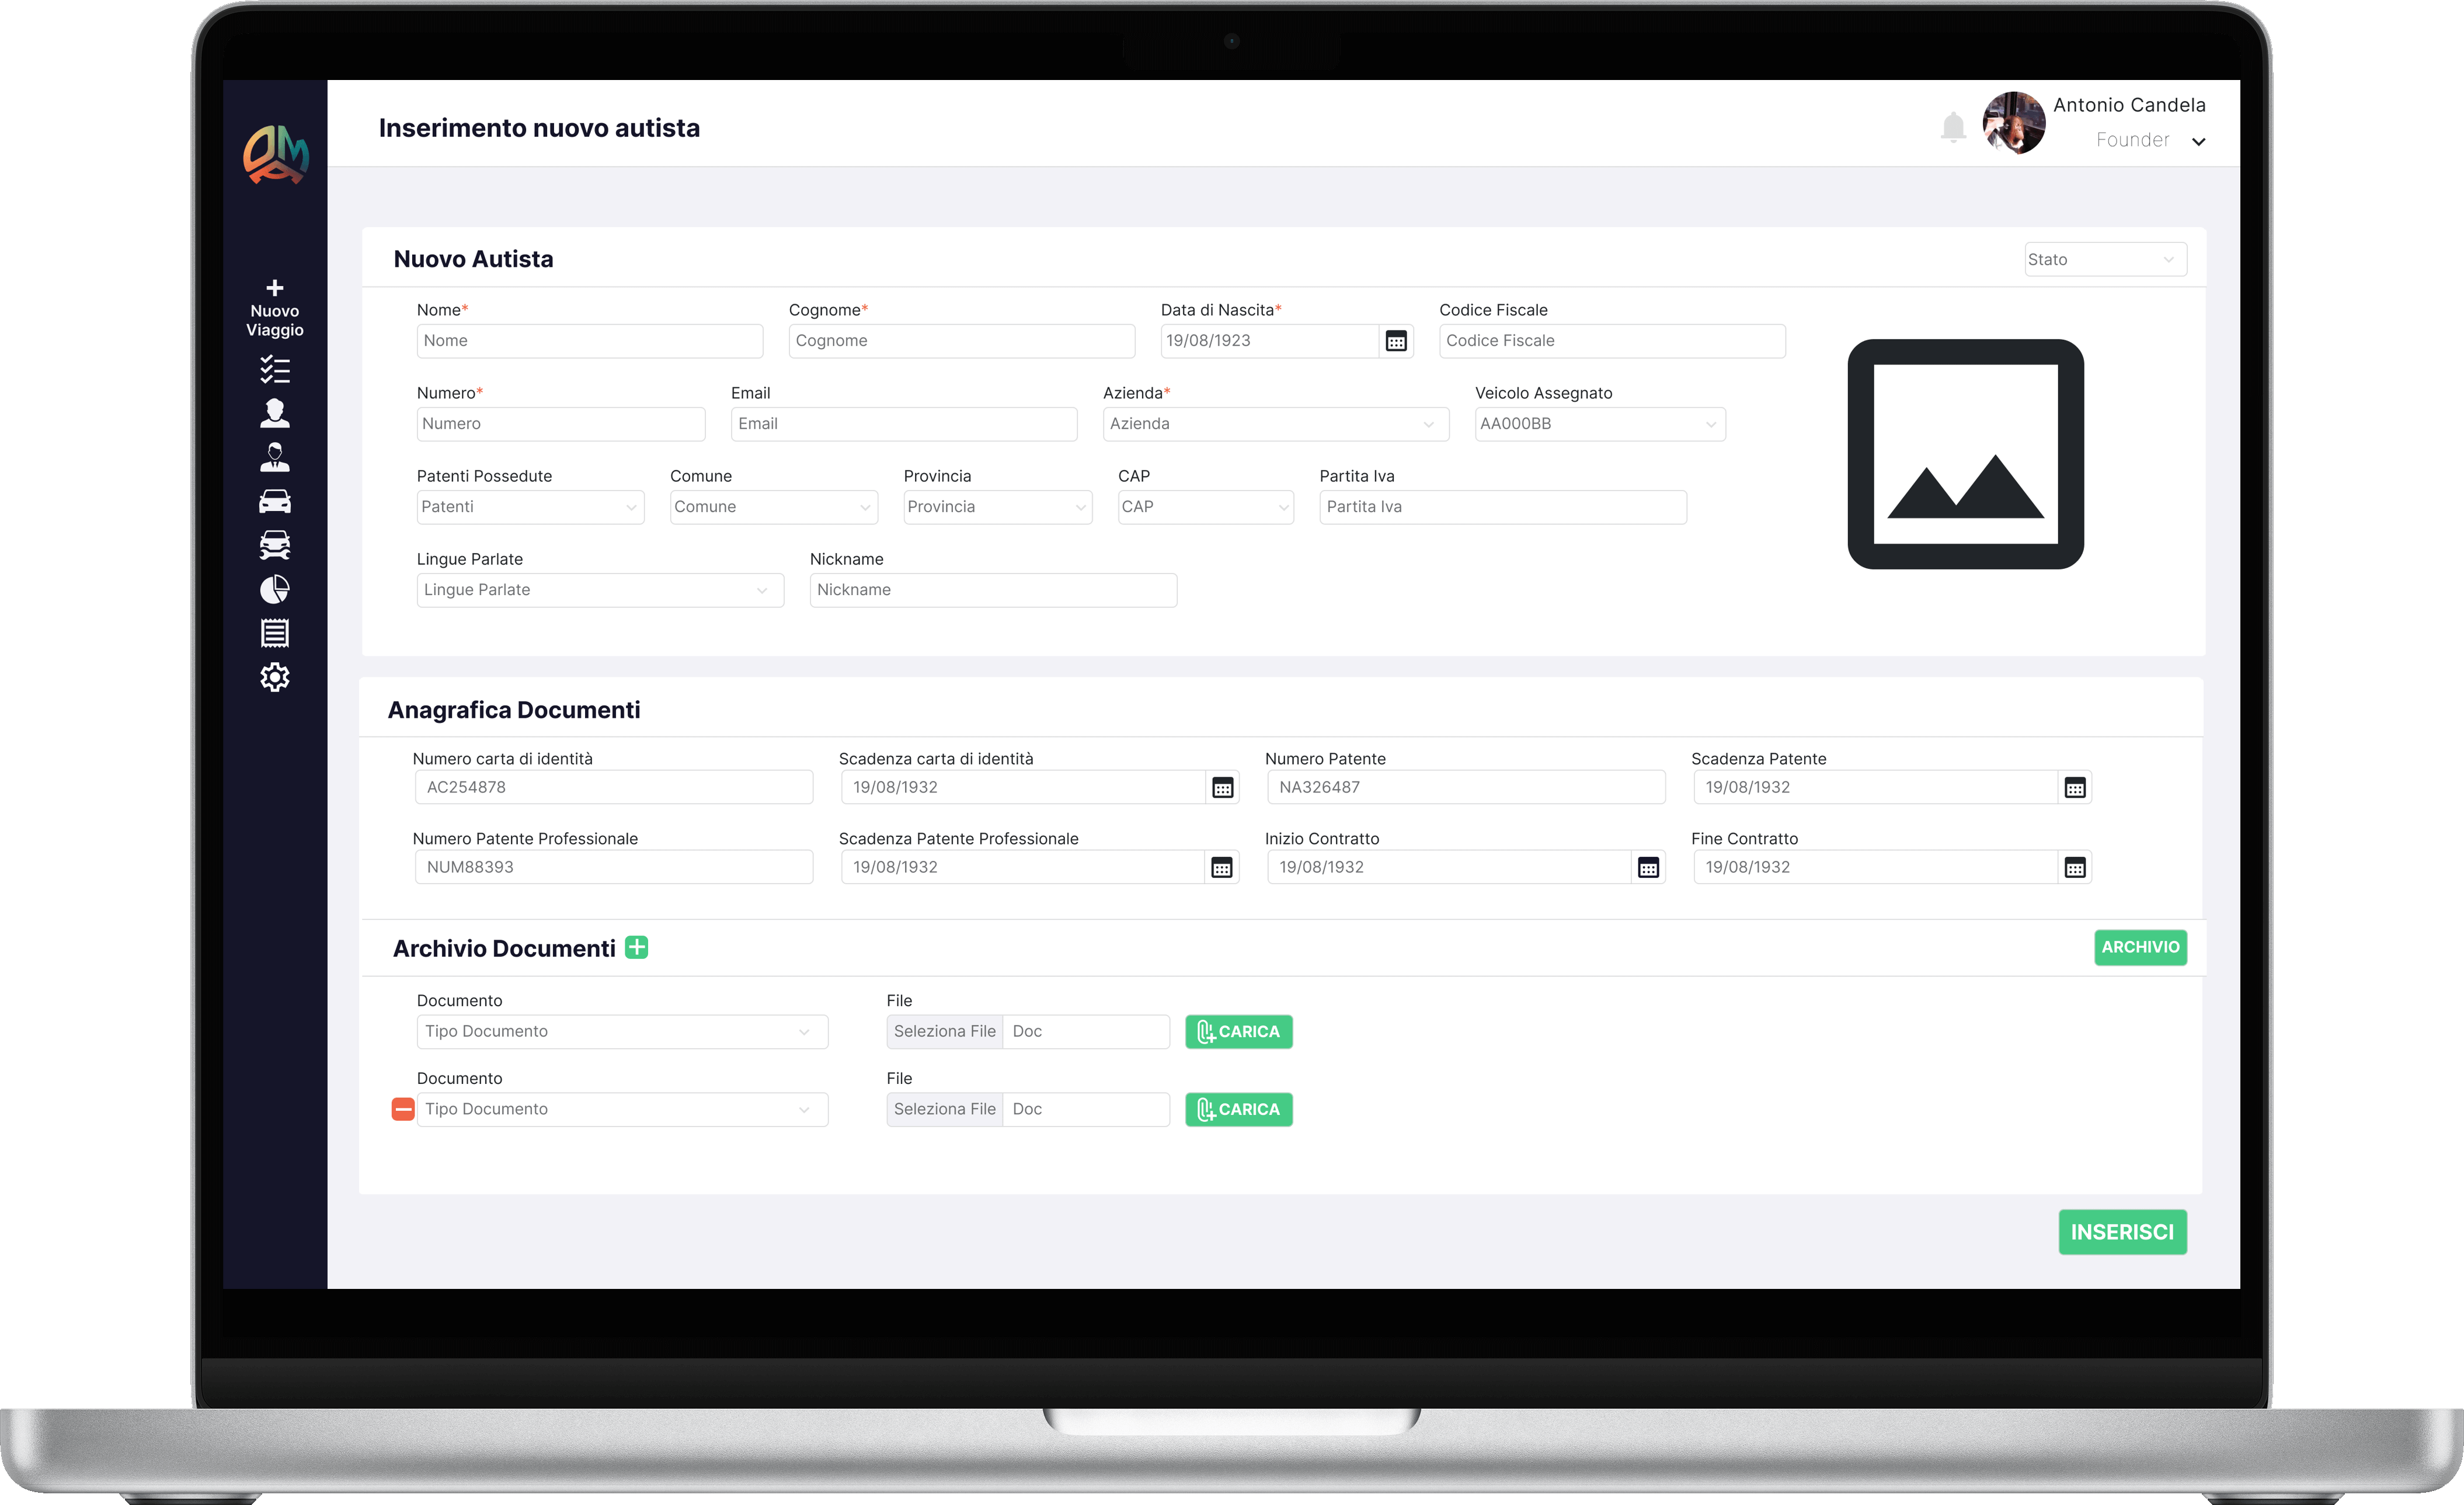 Inserimento nuovo autista
Antonio Candela
Founder
Nuovo
Viaggio
Nuovo Autista
Stato
Nome* Cognome* Data di Nascita* Codice Fiscale
Nome Cognome 19/08/1923 Codice Fiscale
Numero* Email Azienda* Veicolo Assegnato
Numero Email Azienda AA000BB
Patenti Possedute Comune Provincia CAP Partita Iva
Patenti Comune Provincia CAP Partita Iva
Lingue Parlate Nickname
Lingue Parlate Nickname
Anagrafica Documenti
Numero carta di identità Scadenza carta di identità Numero Patente Scadenza Patente
AC254878 19/08/1932 NA326487 19/08/1932
Numero Patente Professionale Scadenza Patente Professionale Inizio Contratto Fine Contratto
NUM88393 19/08/1932 19/08/1932 19/08/1932
Archivio Documenti
ARCHIVIO
Documento File
Tipo Documento Seleziona File Doc CARICA
Documento File
Tipo Documento Seleziona File Doc CARICA
INSERISCI